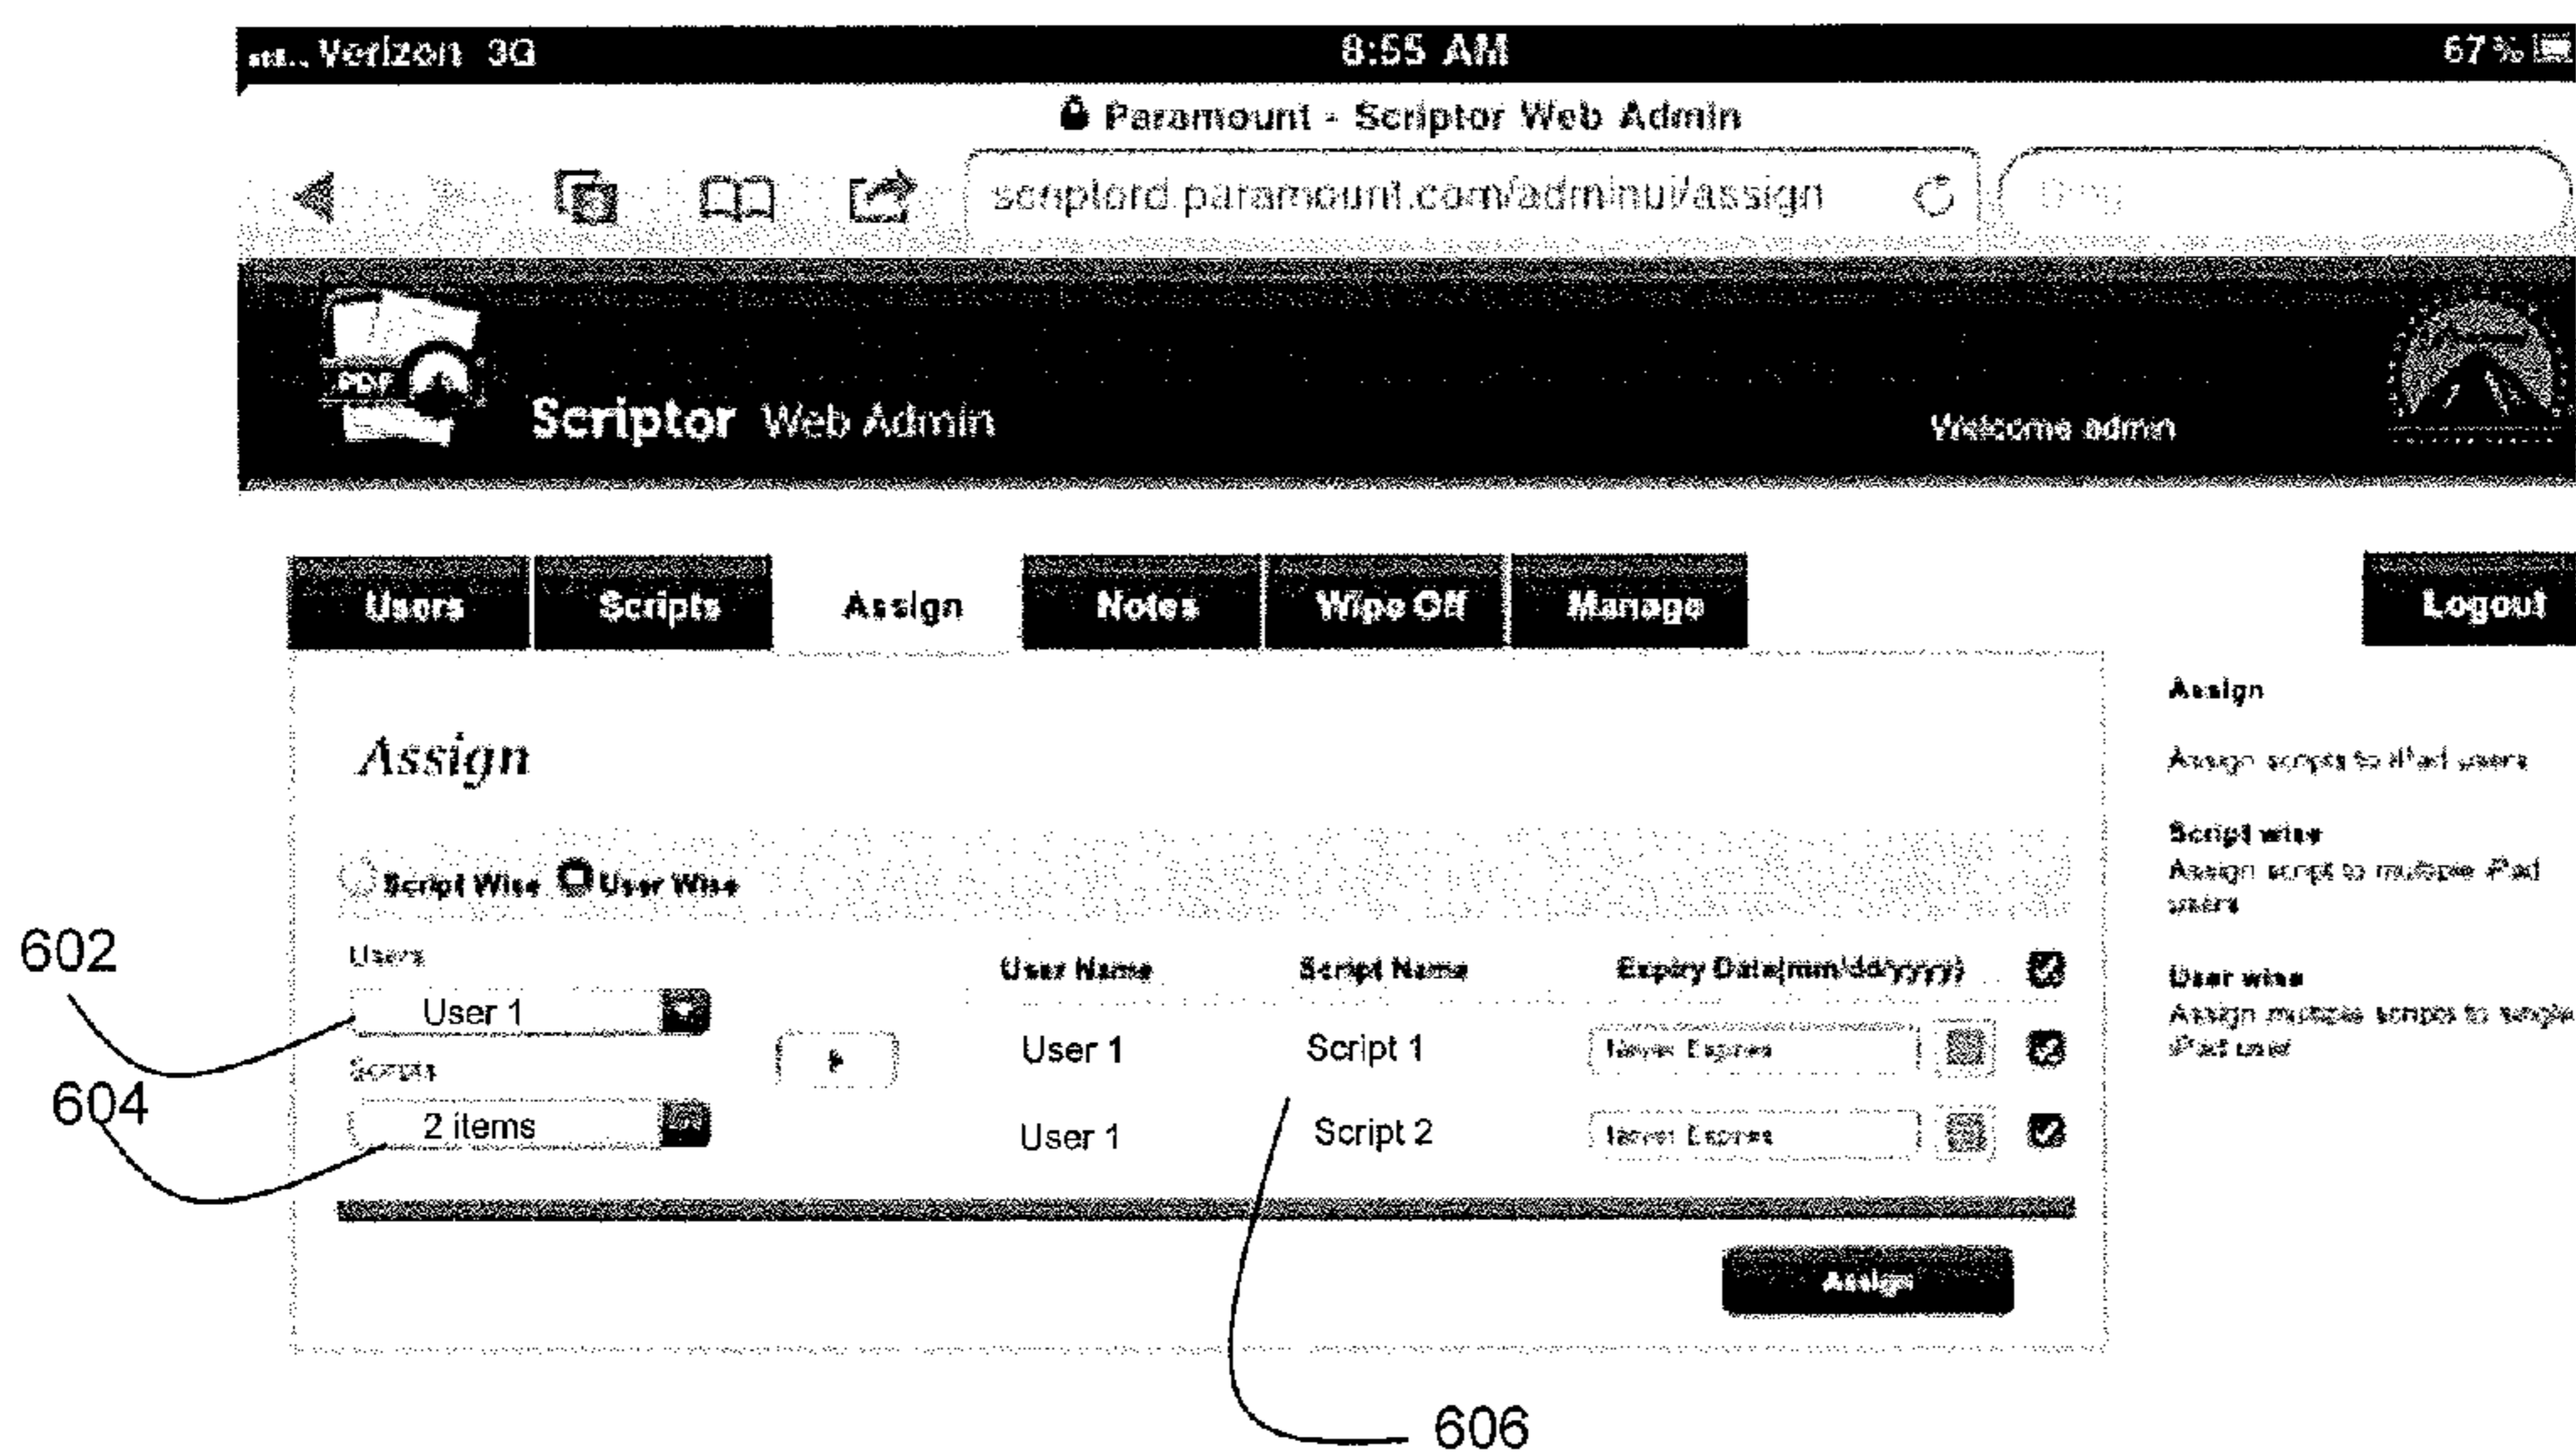 Verizon 3G 8:55 AM 67%
Paramount - Scriptor Web Admin
scriptord.paramount.com/adminui/assign Bing
PDF
Scriptor Web Admin Welcome admin
Users Scripts Assign Notes Wipe Off Manage Logout
Assign
Assign
Assign scripts to iPad users
Script wise
Assign script to multiple iPad
users
User wise
Assign multiple scripts to single
iPad user
Script Wise User Wise
602
Users
User Name Script Name Expiry Date(mm/dd/yyyy)
User 1
User 1 Script 1 Never Expires
Scripts
604
2 items
User 1 Script 2 Never Expires
Assign
606